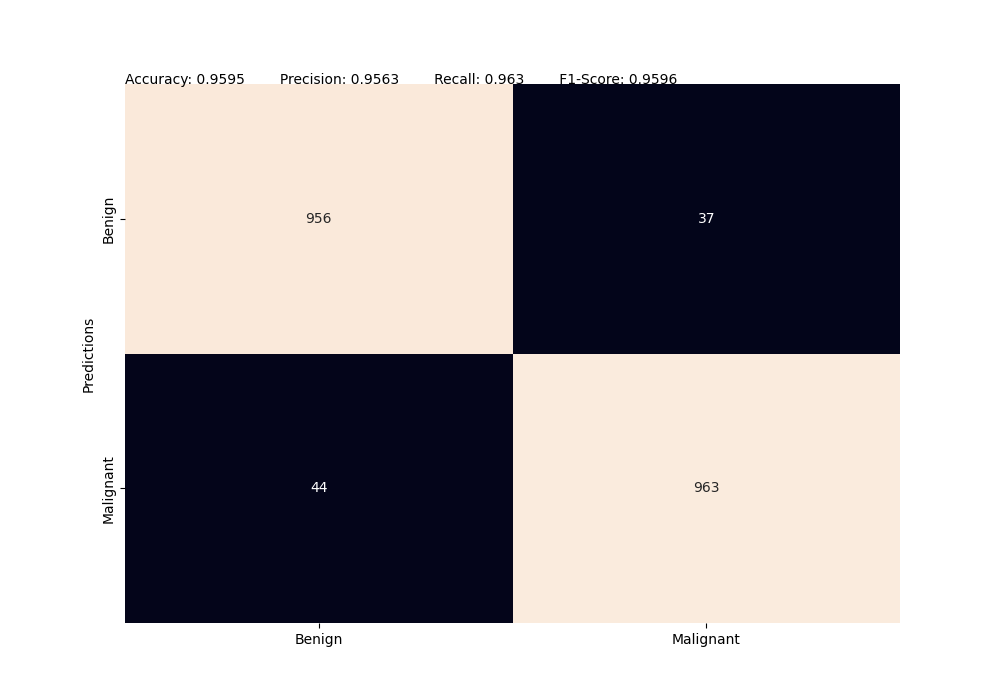 Accuracy: 0.9595 Precision: 0.9563 Recall: 0.963 F1-Score: 0.9596
Benign
956
37
Predictions
Malignant
44
963
Benign
Malignant